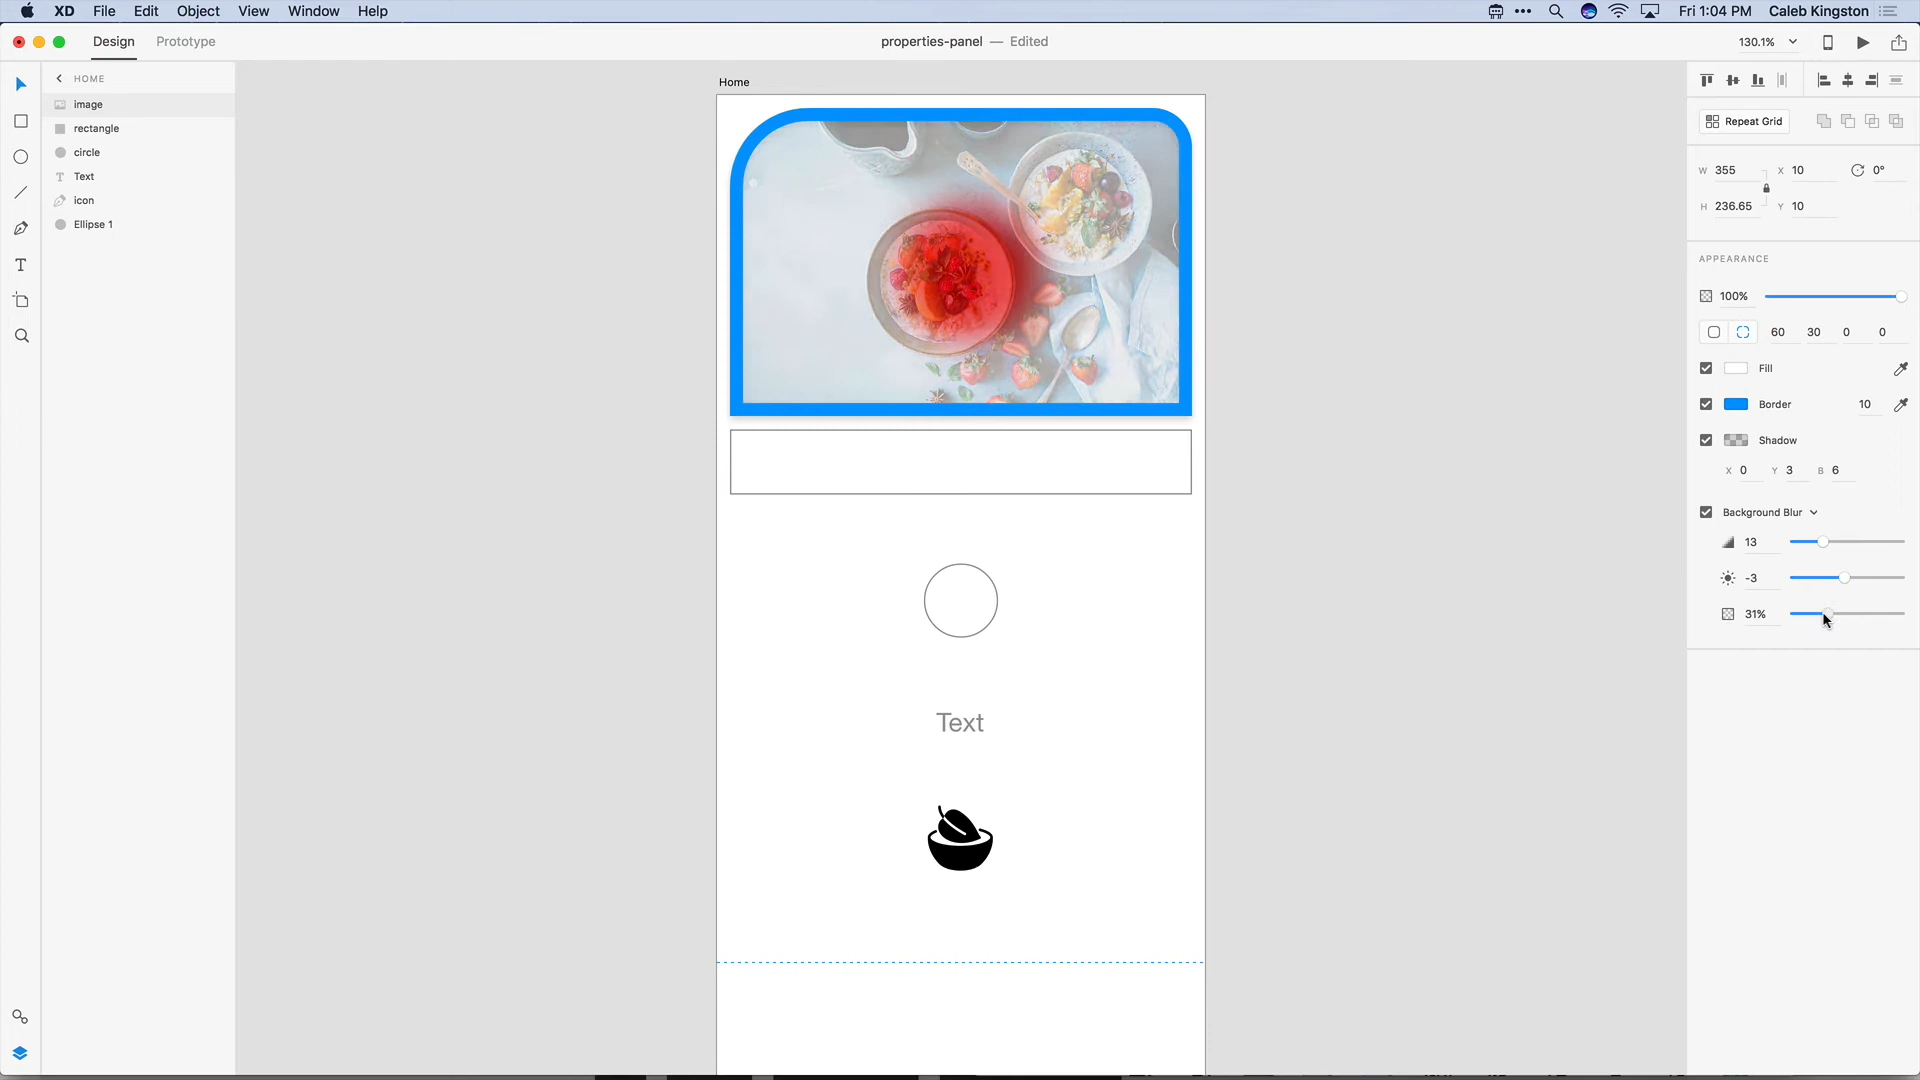 XD File Edit Object View Window Help
Fri 1:04 PM Caleb Kingston
Design Prototype
properties-panel — Edited
130.1%
HOME
image
rectangle
circle
Text
icon
Ellipse 1
Home
Text
Repeat Grid
W 355 X 10 0°
H 236.65 Y 10
APPEARANCE
100%
60 30 0 0
Fill
Border 10
Shadow
X 0 Y 3 B 6
Background Blur
13
-3
31%